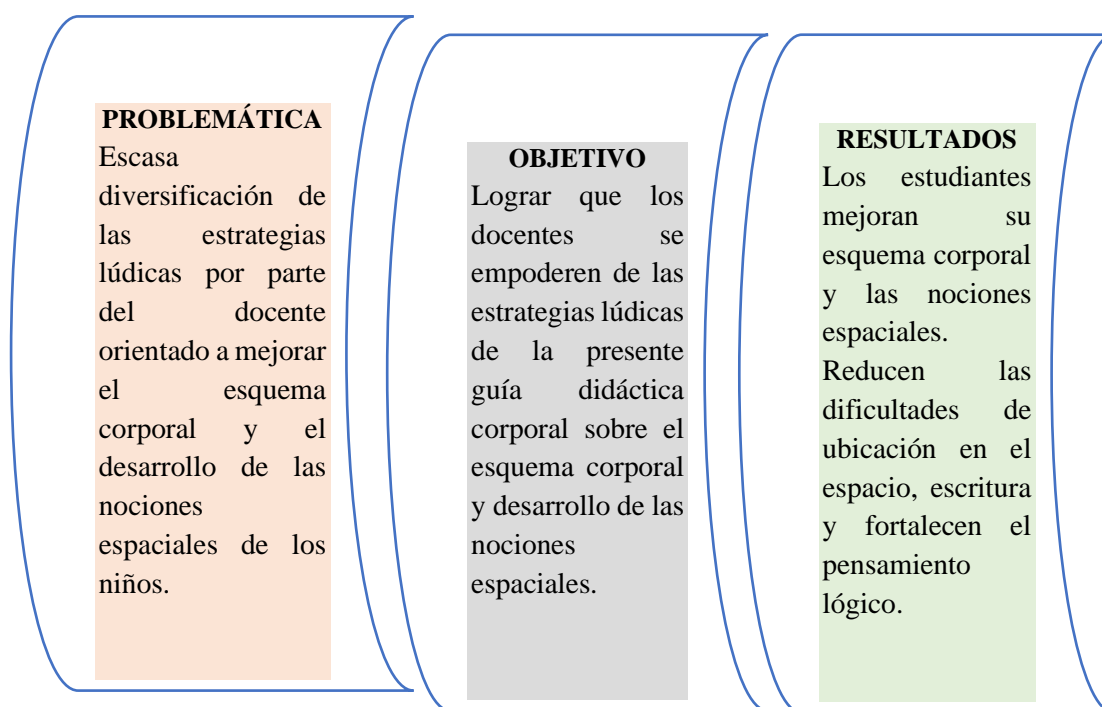 PROBLEMÁTICA
Escasa
diversificación de
las estrategias
lúdicas por parte
del docente
orientado a mejorar
el esquema
corporal y el
desarrollo de las
nociones
espaciales de los
niños.
OBJETIVO
Lograr que los
docentes se
empoderen de las
estrategias lúdicas
de la presente
guía didáctica
corporal sobre el
esquema corporal
y desarrollo de las
nociones
espaciales.
RESULTADOS
Los estudiantes
mejoran su
esquema corporal
y las nociones
espaciales.
Reducen las
dificultades de
ubicación en el
espacio, escritura
y fortalecen el
pensamiento
lógico.